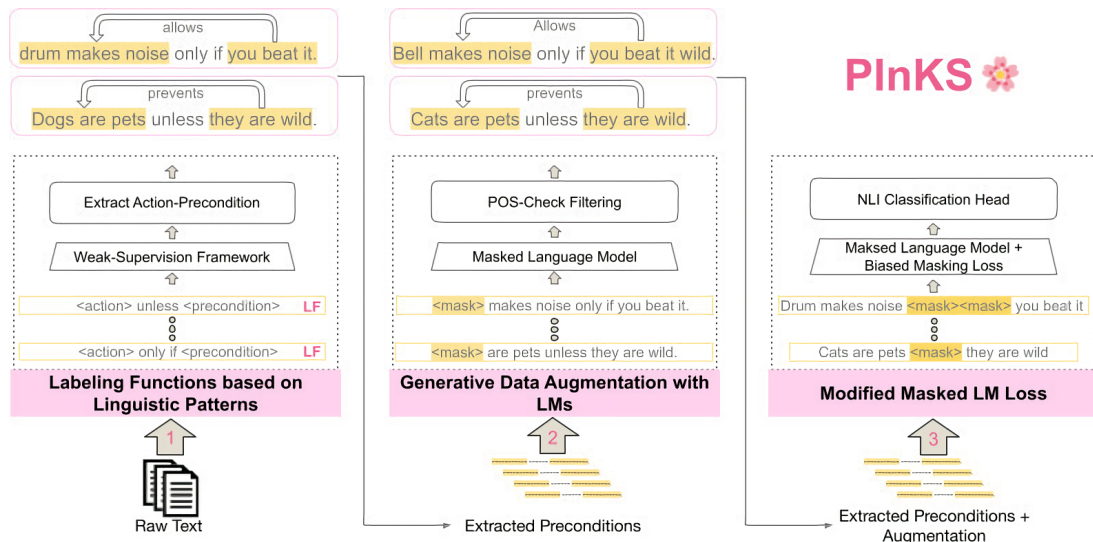 allows
drum makes noise only if you beat it.
prevents
Dogs are pets unless they are wild.
Extract Action-Precondition
Weak-Supervision Framework
<action> unless <precondition> LF
<action> only if <precondition> LF
Labeling Functions based on
Linguistic Patterns
1
Raw Text
Allows
Bell makes noise only if you beat it wild.
prevents
Cats are pets unless they are wild.
POS-Check Filtering
Masked Language Model
<mask> makes noise only if you beat it.
<mask> are pets unless they are wild.
Generative Data Augmentation with
LMs
2
Extracted Preconditions
PInKS
NLI Classification Head
Maksed Language Model +
Biased Masking Loss
Drum makes noise <mask><mask> you beat it
Cats are pets <mask> they are wild
Modified Masked LM Loss
3
Extracted Preconditions +
Augmentation